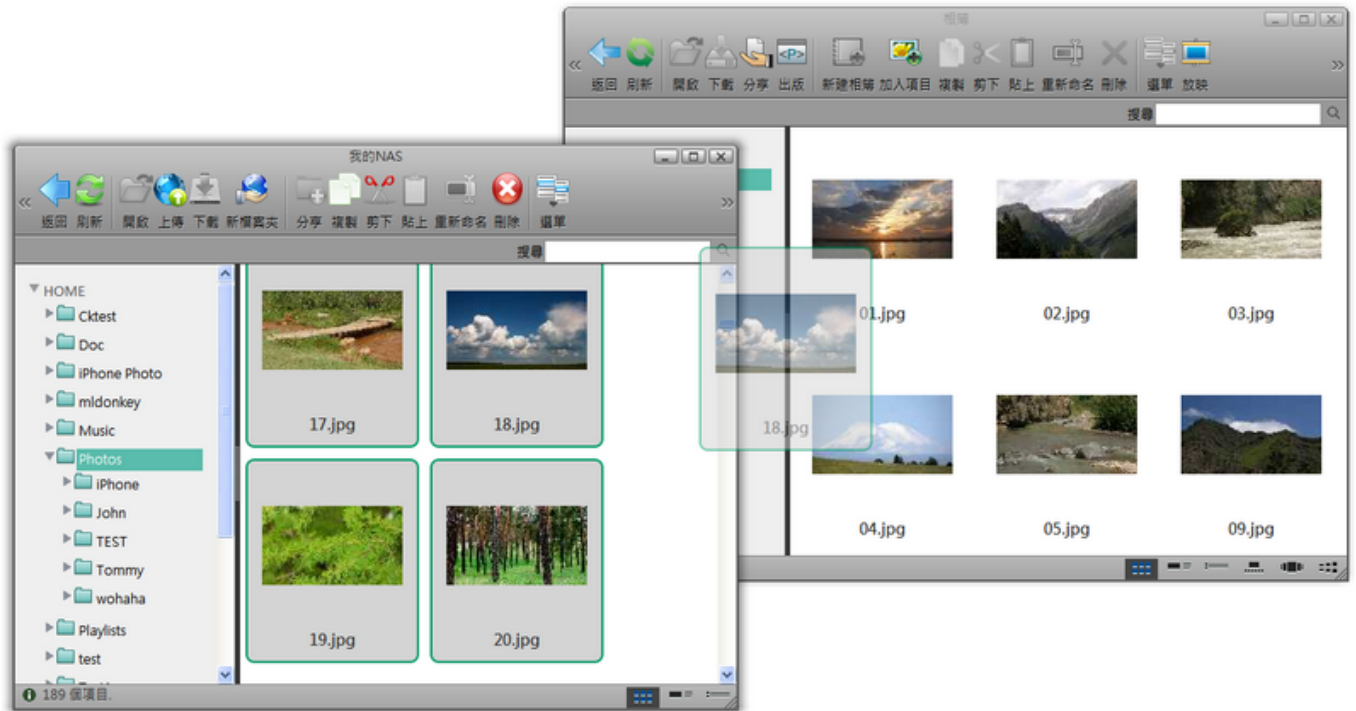 相簿
返回 刷新 開啟 下載 分享 出版 新建相簿 加入項目 複製 剪下 貼上 重新命名 刪除 選單 放映
<P>
搜尋
01.jpg 02.jpg 03.jpg
04.jpg 05.jpg 09.jpg
我的NAS
返回 刷新 開啟 上傳 下載 新檔案夾 分享 複製 剪下 貼上 重新命名 刪除 選單
搜尋
HOME
Cktest
Doc
iPhone Photo
mldonkey
Music
Photos
iPhone
John
TEST
Tommy
wohaha
Playlists
test
17.jpg 18.jpg
19.jpg 20.jpg
18.jpg
189 個項目.